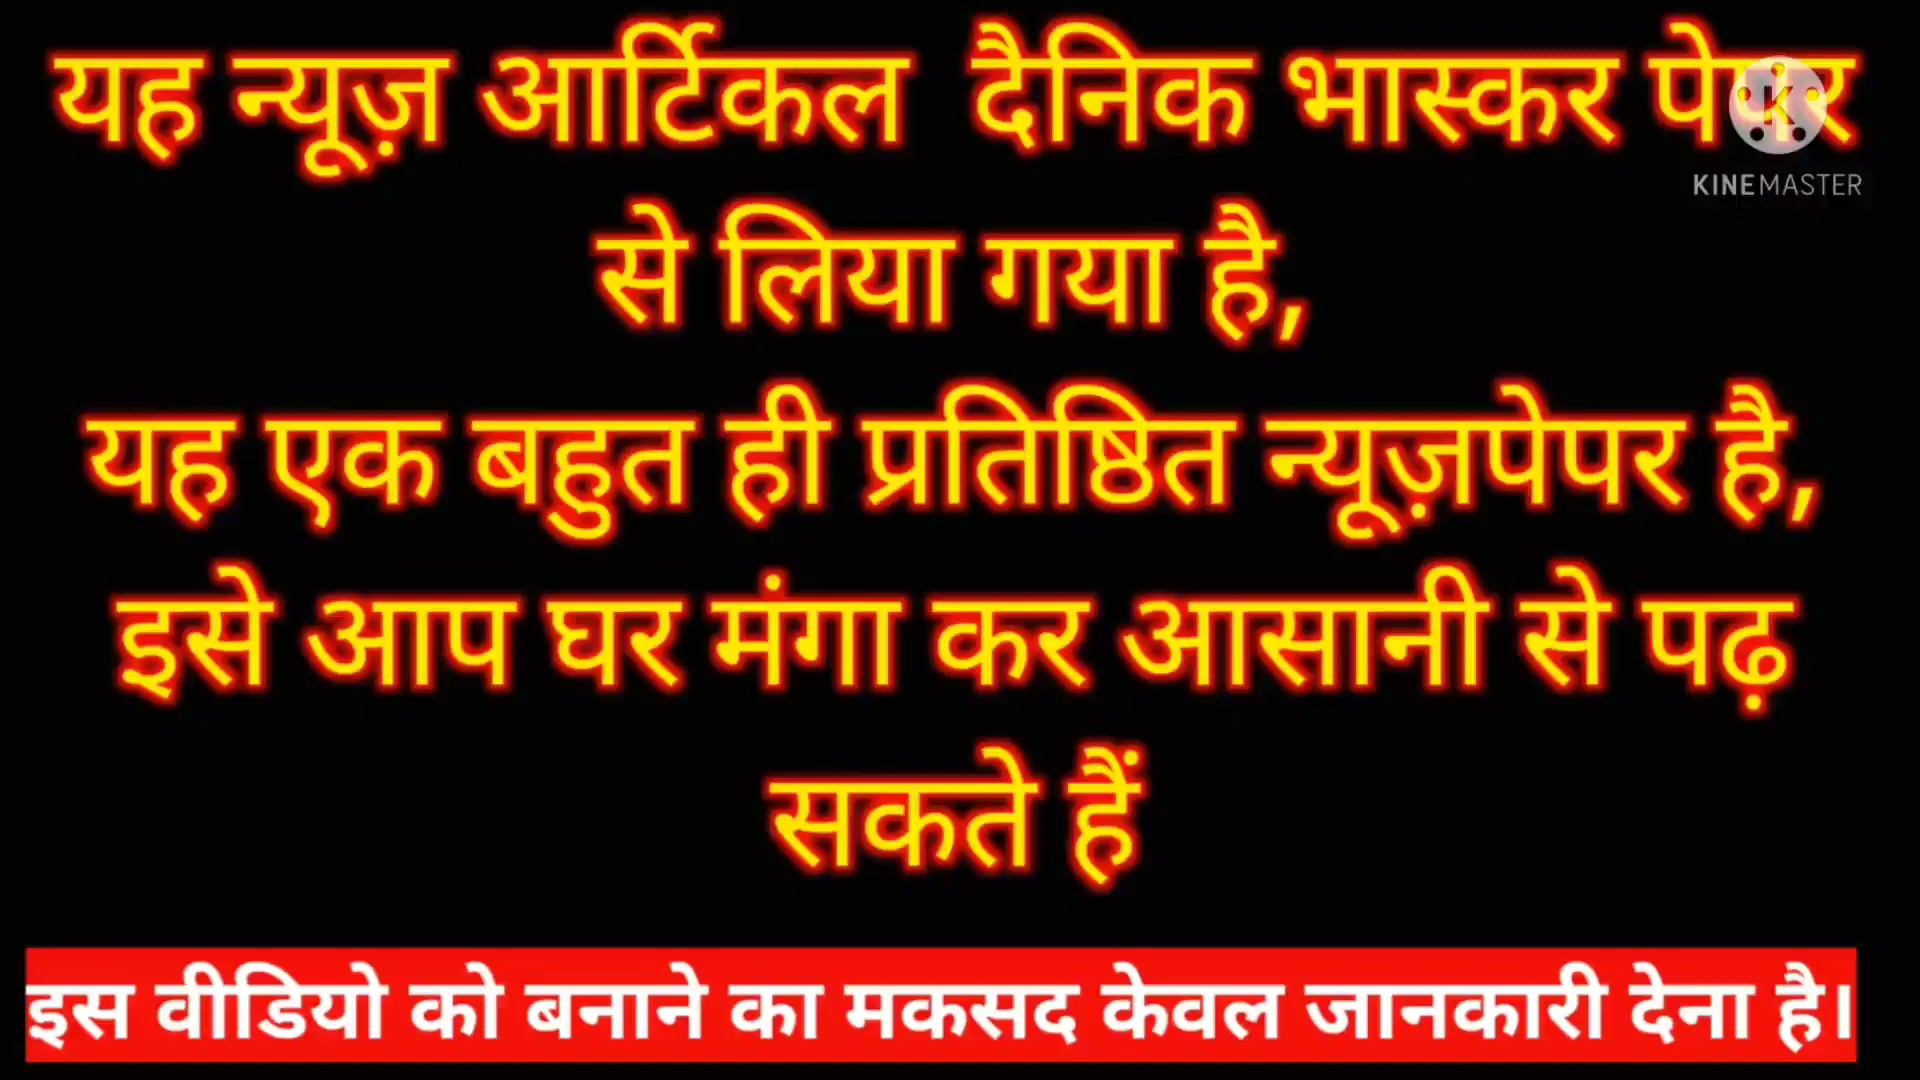 यह न्यूज़ आर्टिकल दैनिक भास्कर पेपर
KINEMASTER
से लिया गया है,
यह एक बहुत ही प्रतिष्ठित न्यूज़पेपर है,
इसे आप घर मंगा कर आसानी से पढ़
सकते हैं
इस वीडियो को बनाने का मकसद केवल जानकारी देना है।